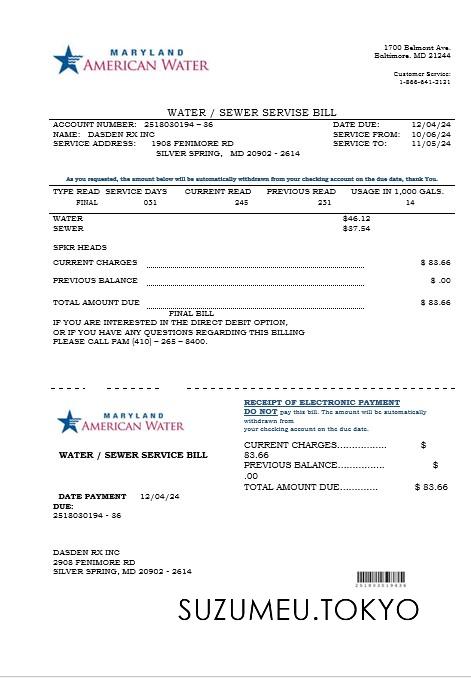 MARYLAND
AMERICAN WATER
1700 Belmont Ave.
Baltimore, MD 21244
Customer Service:
1-866-641-2131
WATER / SEWER SERVISE BILL
ACCOUNT NUMBER: 2518030194 – 36 DATE DUE: 12/04/24
NAME: DASDEN RX INC SERVICE FROM: 10/06/24
SERVICE ADDRESS: 1908 FENIMORE RD SERVICE TO: 11/05/24
SILVER SPRING, MD 20902 - 2614
As you requested, the amount below will be automatically withdrawn from your checking account on the due date, thank You.
TYPE READ SERVICE DAYS CURRENT READ PREVIOUS READ USAGE IN 1,000 GALS.
FINAL 031 245 231 14
WATER $46.12
SEWER $37.54
SPKR HEADS
CURRENT CHARGES $ 83.66
PREVIOUS BALANCE $ .00
TOTAL AMOUNT DUE $ 83.66
FINAL BILL
IF YOU ARE INTERESTED IN THE DIRECT DEBIT OPTION,
OR IF YOU HAVE ANY QUESTIONS REGARDING THIS BILLING
PLEASE CALL PAM (410) – 265 – 8400.
MARYLAND
AMERICAN WATER
WATER / SEWER SERVICE BILL
DATE PAYMENT 12/04/24
DUE:
2518030194 - 36
RECEIPT OF ELECTRONIC PAYMENT
DO NOT pay this bill. The amount will be automatically
withdrawn from
your checking account on the due date.
CURRENT CHARGES................. $
83.66
PREVIOUS BALANCE................ $
.00
TOTAL AMOUNT DUE............. $ 83.66
DASDEN RX INC
2908 FENIMORE RD
SILVER SPRING, MD 20902 - 2614
SUZUMEU.TOKYO